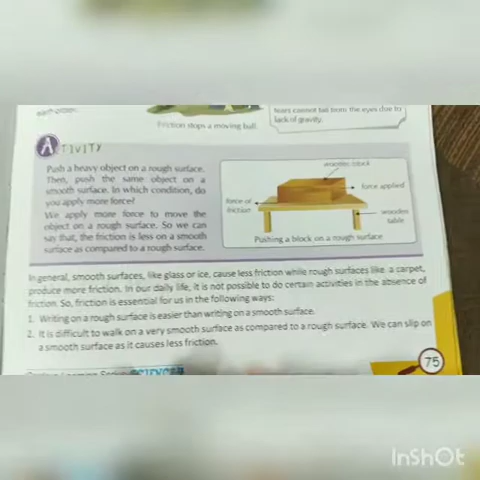 Friction stops a moving ball.
tears cannot fall from the eyes due to
lack of gravity.
ACTIVITY
Push a heavy object on a rough surface.
Then, push the same object on a
smooth surface. In which condition, do
you apply more force?
We apply more force to move the
object on a rough surface. So we can
say that, the friction is less on a smooth
surface as compared to a rough surface.
wooden block
force applied
force of
friction
wooden
table
Pushing a block on a rough surface
In general, smooth surfaces, like glass or ice, cause less friction while rough surfaces like a carpet,
produce more friction. In our daily life, it is not possible to do certain activities in the absence of
friction. So, friction is essential for us in the following ways:
1. Writing on a rough surface is easier than writing on a smooth surface.
2. It is difficult to walk on a very smooth surface as compared to a rough surface. We can slip on
a smooth surface as it causes less friction.
75
InShOt